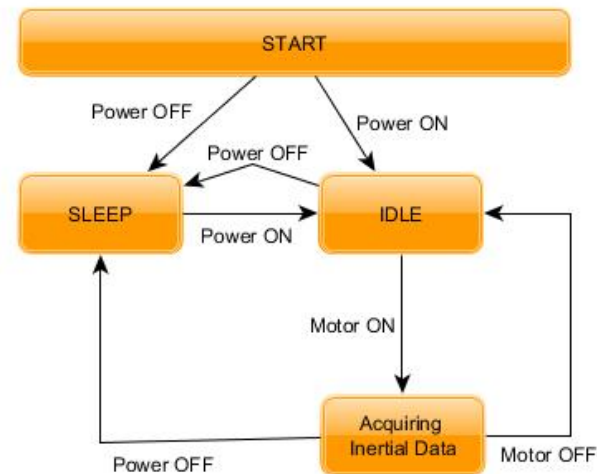 START
Power OFF
Power ON
Power OFF
SLEEP
IDLE
Power ON
Motor ON
Acquiring
Inertial Data
Power OFF
Motor OFF